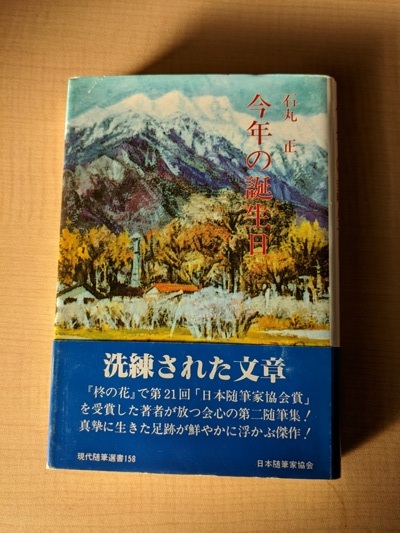 石丸 正
今年の誕生日
洗練された文章
『柊の花』で第21回「日本随筆家協会賞」
を受賞した著者が放つ会心の第二随筆集!
真摯に生きた足跡が鮮やかに浮かぶ傑作!
現代随筆選書158
日本随筆家協会